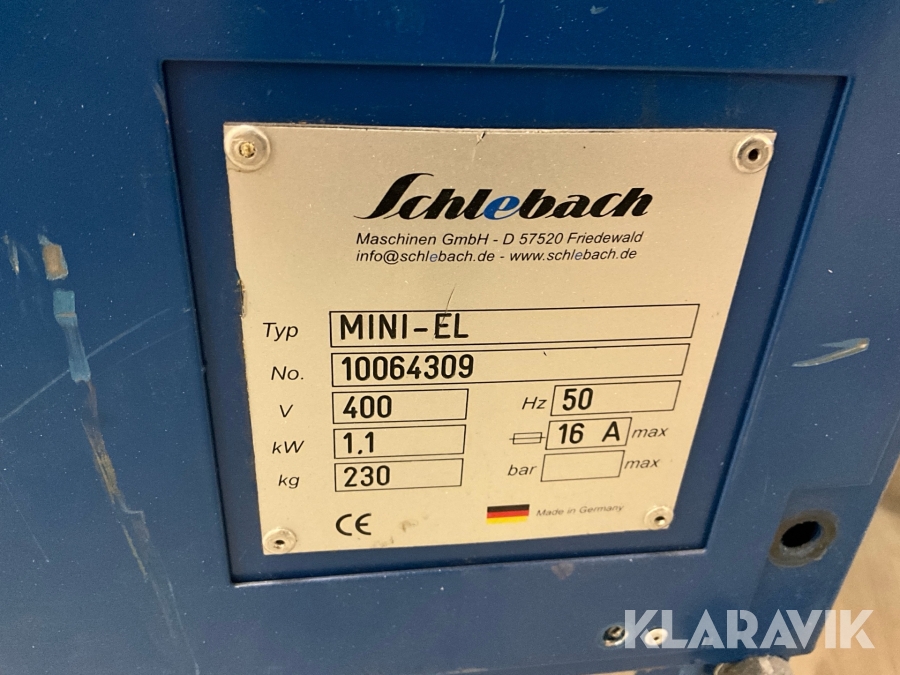 Schlebach
Maschinen GmbH - D 57520 Friedewald
info@schlebach.de - www.schlebach.de
Typ MINI-EL
No. 10064309
V 400 Hz 50
kW 1.1 16 A max
kg 230 bar max
CE Made in Germany
KLARAVIK